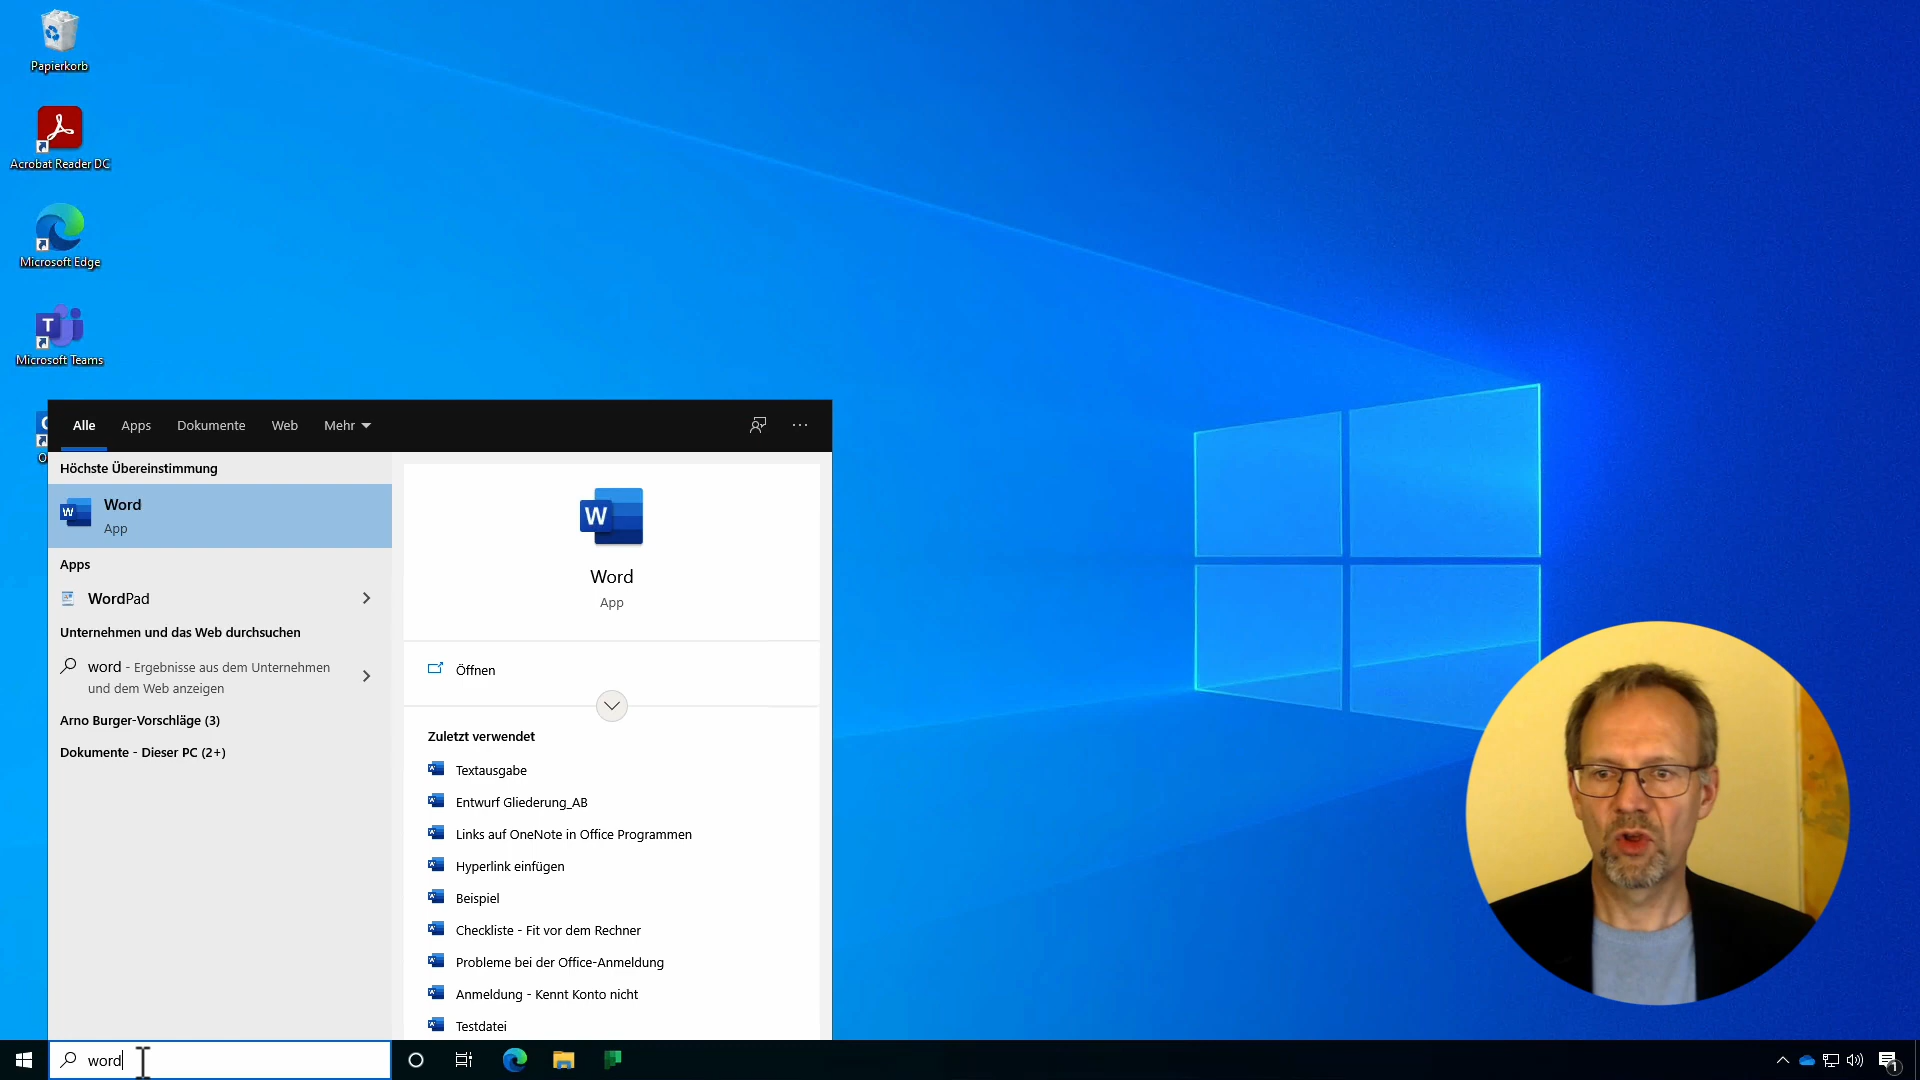 Papierkorb
Acrobat Reader DC
Microsoft Edge
Microsoft Teams
Alle Apps Dokumente Web Mehr
Höchste Übereinstimmung
Word
App
Apps
WordPad
Unternehmen und das Web durchsuchen
word - Ergebnisse aus dem Unternehmen
und dem Web anzeigen
Arno Burger-Vorschläge (3)
Dokumente - Dieser PC (2+)
W
Word
App
Öffnen
Zuletzt verwendet
Textausgabe
Entwurf Gliederung_AB
Links auf OneNote in Office Programmen
Hyperlink einfügen
Beispiel
Checkliste - Fit vor dem Rechner
Probleme bei der Office-Anmeldung
Anmeldung - Kennt Konto nicht
Testdatei
word
1